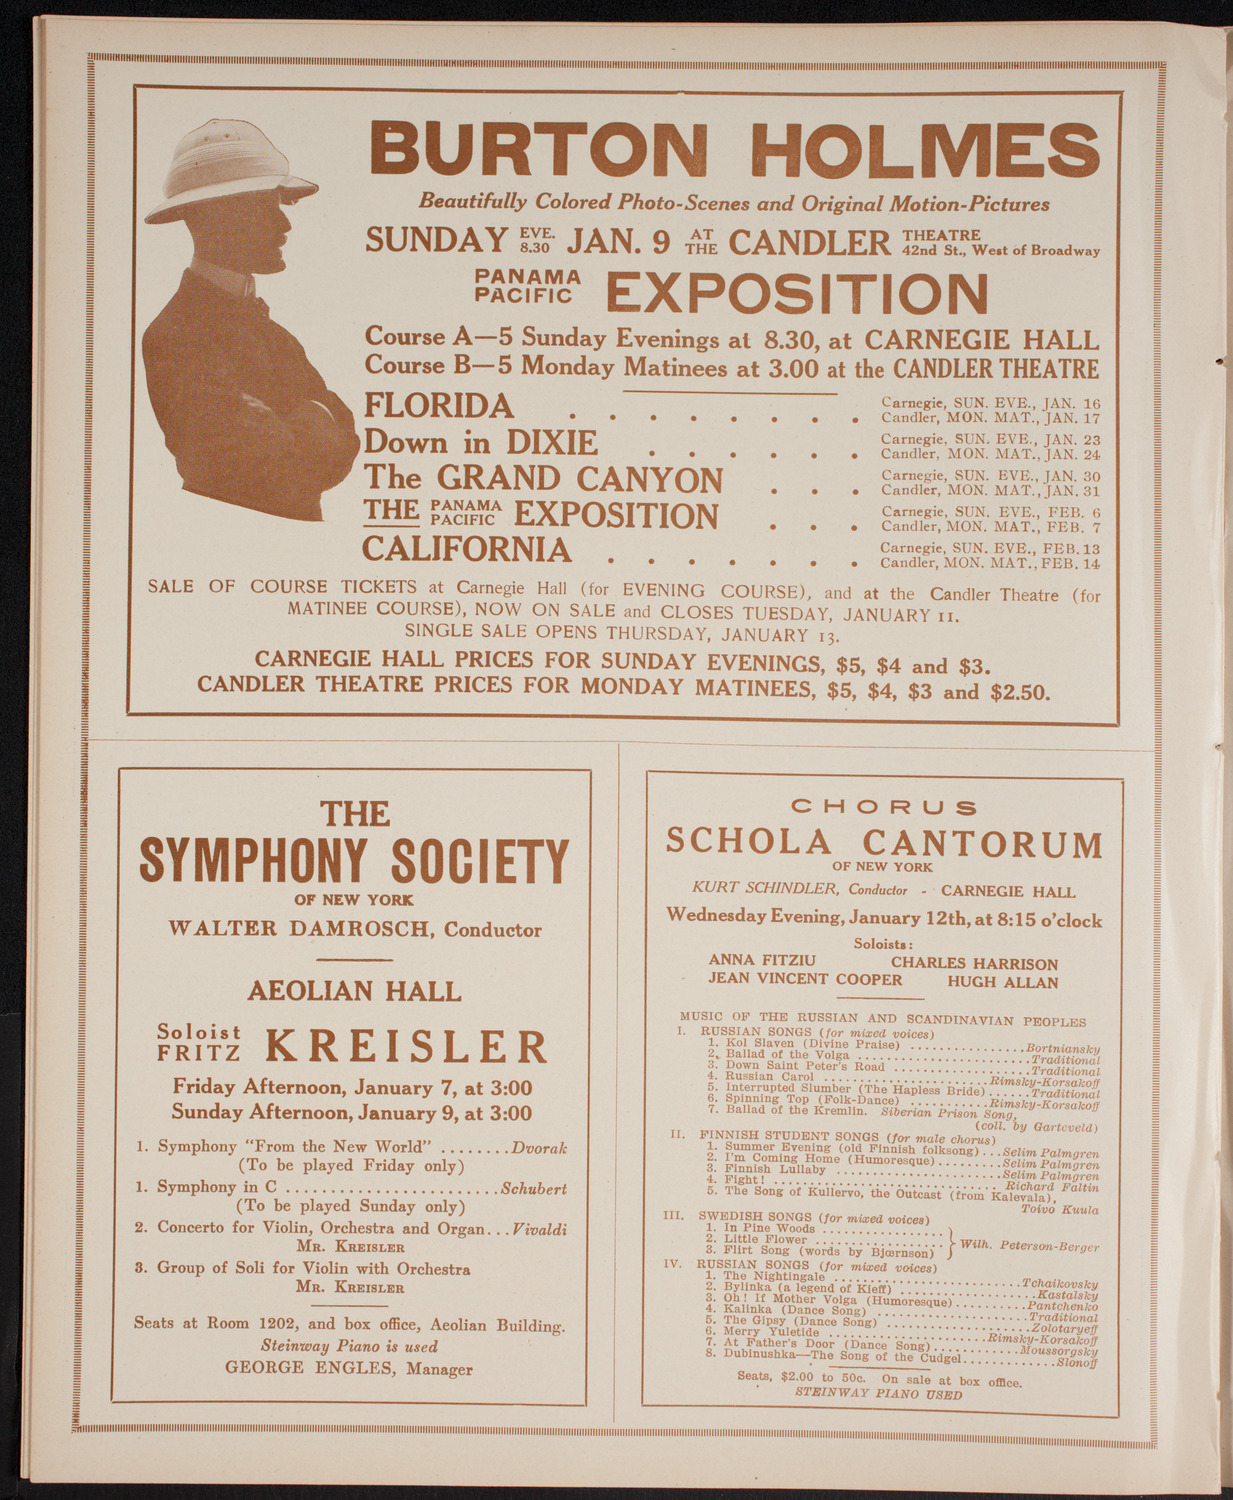 BURTON HOLMES
Beautifully Colored Photo-Scenes and Original Motion-Pictures
SUNDAY EVE. 8.30 JAN. 9 AT THE CANDLER THEATRE 42nd St., West of Broadway
PANAMA PACIFIC EXPOSITION
Course A—5 Sunday Evenings at 8.30, at CARNEGIE HALL
Course B—5 Monday Matinees at 3.00 at the CANDLER THEATRE
FLORIDA . . . . . . . . Carnegie, SUN. EVE., JAN. 16
Candler, MON. MAT., JAN. 17
Down in DIXIE . . . . . . Carnegie, SUN. EVE., JAN. 23
Candler, MON. MAT., JAN. 24
The GRAND CANYON . . . Carnegie, SUN. EVE., JAN. 30
Candler, MON. MAT., JAN. 31
THE PANAMA PACIFIC EXPOSITION . . . Carnegie, SUN. EVE., FEB. 6
Candler, MON. MAT., FEB. 7
CALIFORNIA . . . . . . . Carnegie, SUN. EVE., FEB. 13
Candler, MON. MAT., FEB. 14
SALE OF COURSE TICKETS at Carnegie Hall (for EVENING COURSE), and at the Candler Theatre (for
MATINEE COURSE), NOW ON SALE and CLOSES TUESDAY, JANUARY 11.
SINGLE SALE OPENS THURSDAY, JANUARY 13.
CARNEGIE HALL PRICES FOR SUNDAY EVENINGS, $5, $4 and $3.
CANDLER THEATRE PRICES FOR MONDAY MATINEES, $5, $4, $3 and $2.50.
THE
SYMPHONY SOCIETY
OF NEW YORK
WALTER DAMROSCH, Conductor
AEOLIAN HALL
Soloist FRITZ KREISLER
Friday Afternoon, January 7, at 3:00
Sunday Afternoon, January 9, at 3:00
1. Symphony "From the New World" ........Dvorak
(To be played Friday only)
1. Symphony in C .......................Schubert
(To be played Sunday only)
2. Concerto for Violin, Orchestra and Organ...Vivaldi
MR. KREISLER
3. Group of Soli for Violin with Orchestra
MR. KREISLER
Seats at Room 1202, and box office, Aeolian Building.
Steinway Piano is used
GEORGE ENGLES, Manager
CHORUS
SCHOLA CANTORUM
OF NEW YORK
KURT SCHINDLER, Conductor - CARNEGIE HALL
Wednesday Evening, January 12th, at 8:15 o'clock
Soloists:
ANNA FITZIU CHARLES HARRISON
JEAN VINCENT COOPER HUGH ALLAN
MUSIC OF THE RUSSIAN AND SCANDINAVIAN PEOPLES
I. RUSSIAN SONGS (for mixed voices)
1. Kol Slaven (Divine Praise) ................Bortniansky
2. Ballad of the Volga ........................Traditional
3. Down Saint Peter's Road ...................Traditional
4. Russian Carol .......................Rimsky-Korsakoff
5. Interrupted Slumber (The Hapless Bride)......Traditional
6. Spinning Top (Folk-Dance) ...........Rimsky-Korsakoff
7. Ballad of the Kremlin. Siberian Prison Song,
(coll. by Garteveld)
II. FINNISH STUDENT SONGS (for male chorus)
1. Summer Evening (old Finnish folksong)...Selim Palmgren
2. I'm Coming Home (Humoresque).........Selim Palmgren
3. Finnish Lullaby .......................Selim Palmgren
4. Fight! ................................Richard Faltin
5. The Song of Kullervo, the Outcast (from Kalevala),
Toivo Kuula
III. SWEDISH SONGS (for mixed voices)
1. In Pine Woods .................
2. Little Flower .................. } Wilh. Peterson-Berger
3. Flirt Song (words by Bjœrnson)
IV. RUSSIAN SONGS (for mixed voices)
1. The Nightingale ..........................Tchaikovsky
2. Bylinka (a legend of Kieff) ...................Kastalsky
3. Oh! If Mother Volga (Humoresque)..........Pantchenko
4. Kalinka (Dance Song) .....................Traditional
5. The Gipsy (Dance Song) ....................Zolotaryeff
6. Merry Yuletide ......................Rimsky-Korsakoff
7. At Father's Door (Dance Song)............Moussorgsky
8. Dubinushka—The Song of the Cudgel.............Slonoff
Seats, $2.00 to 50c. On sale at box office.
STEINWAY PIANO USED